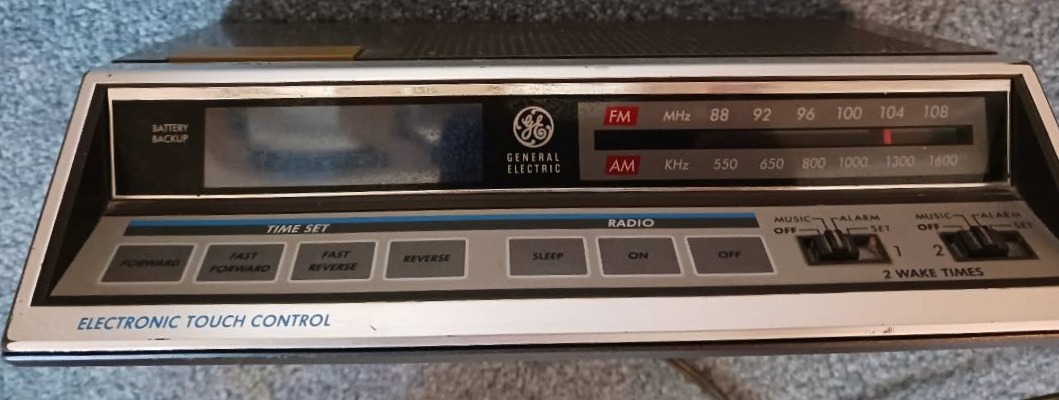 BATTERY
BACKUP
GE
GENERAL
ELECTRIC
FM MHz 88 92 96 100 104 108
AM KHz 550 650 800 1000 1300 1600
TIME SET
RADIO
FORWARD
FAST
FORWARD
FAST
REVERSE
REVERSE
SLEEP
ON
OFF
MUSIC ALARM
OFF SET
1
MUSIC ALARM
OFF SET
2
2 WAKE TIMES
ELECTRONIC TOUCH CONTROL